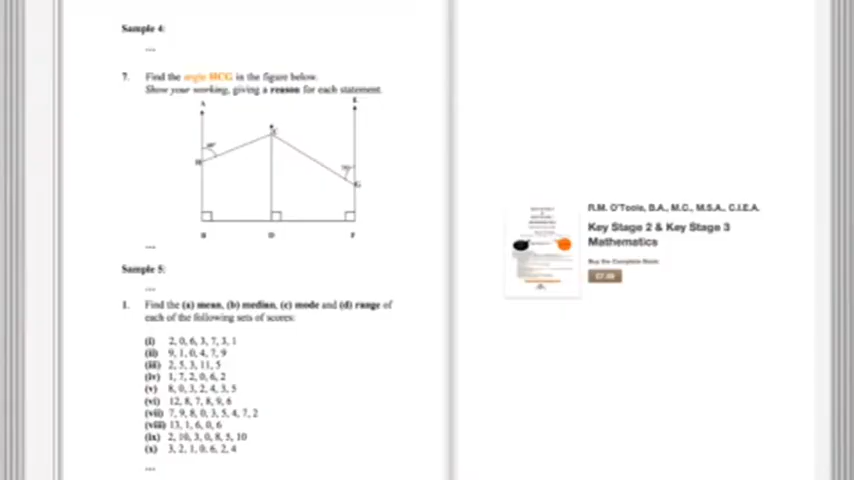 Sample 4:
...
7. Find the angle HCG in the figure below.
Show your working, giving a reason for each statement.
A
E
C
H
G
B
D
F
...
Sample 5:
...
1. Find the (a) mean, (b) median, (c) mode and (d) range of
each of the following sets of scores:
(i) 2, 0, 6, 3, 7, 3, 1
(ii) 9, 1, 0, 4, 7, 9
(iii) 2, 5, 3, 11, 5
(iv) 1, 7, 2, 0, 6, 2
(v) 8, 0, 3, 2, 4, 3, 5
(vi) 12, 8, 7, 8, 9, 6
(vii) 7, 9, 8, 0, 3, 5, 4, 7, 2
(viii) 13, 1, 6, 0, 6
(ix) 2, 10, 3, 0, 8, 5, 10
(x) 3, 2, 1, 0, 6, 2, 4
...
R.M. O'Toole, B.A., M.C., M.S.A., C.I.E.A.
Key Stage 2 & Key Stage 3
Mathematics
Buy the Complete Book: